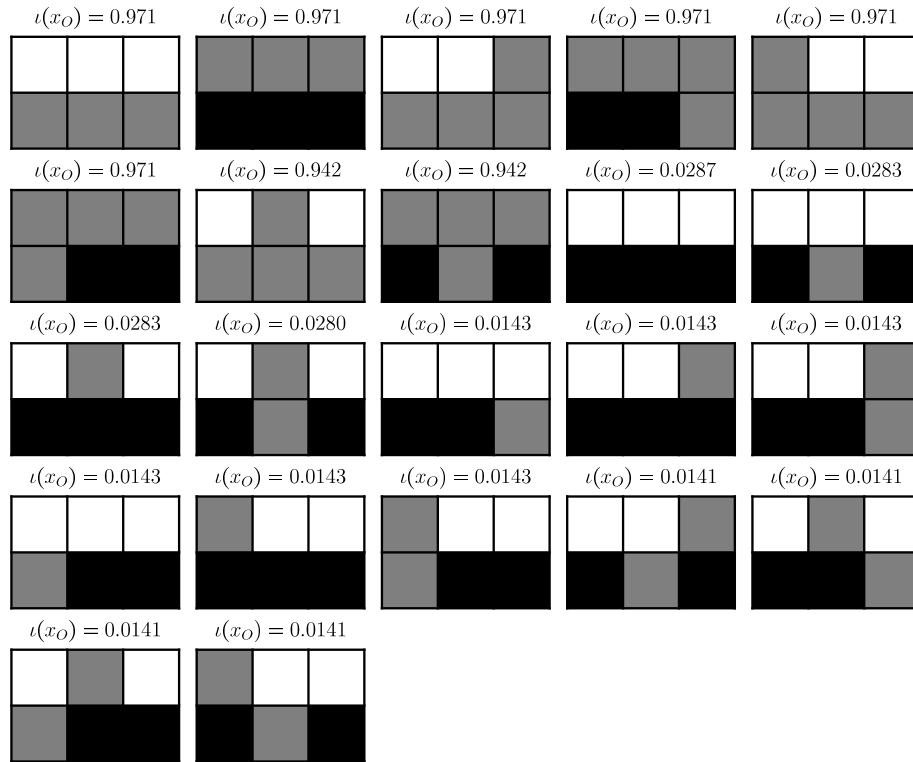 ι(x_O) = 0.971 ι(x_O) = 0.971 ι(x_O) = 0.971 ι(x_O) = 0.971 ι(x_O) = 0.971
ι(x_O) = 0.971 ι(x_O) = 0.942 ι(x_O) = 0.942 ι(x_O) = 0.0287 ι(x_O) = 0.0283
ι(x_O) = 0.0283 ι(x_O) = 0.0280 ι(x_O) = 0.0143 ι(x_O) = 0.0143 ι(x_O) = 0.0143
ι(x_O) = 0.0143 ι(x_O) = 0.0143 ι(x_O) = 0.0143 ι(x_O) = 0.0141 ι(x_O) = 0.0141
ι(x_O) = 0.0141 ι(x_O) = 0.0141